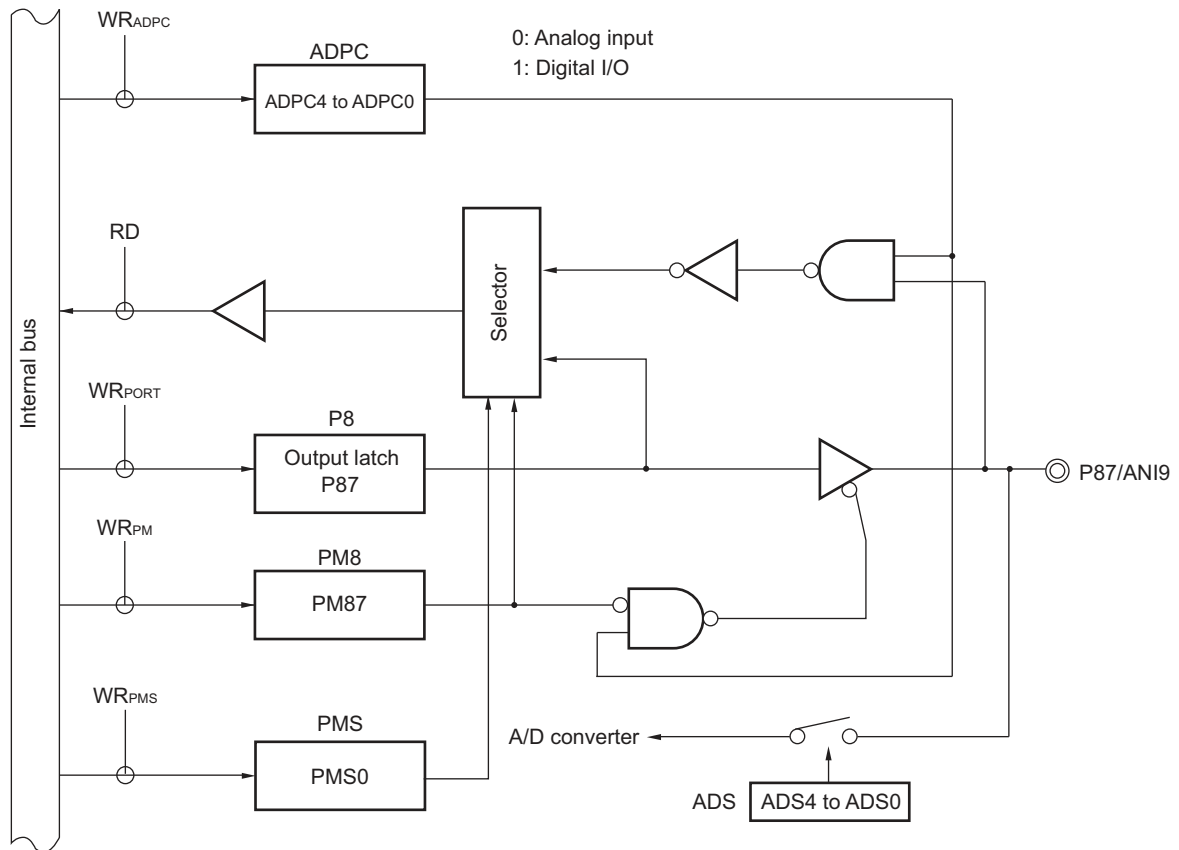 WRADPC
ADPC
0: Analog input
1: Digital I/O
ADPC4 to ADPC0
RD
Selector
Internal bus
WRPORT
P8
Output latch
P87
P87/ANI9
WRPM
PM8
PM87
WRPMS
PMS
PMS0
A/D converter
ADS
ADS4 to ADS0